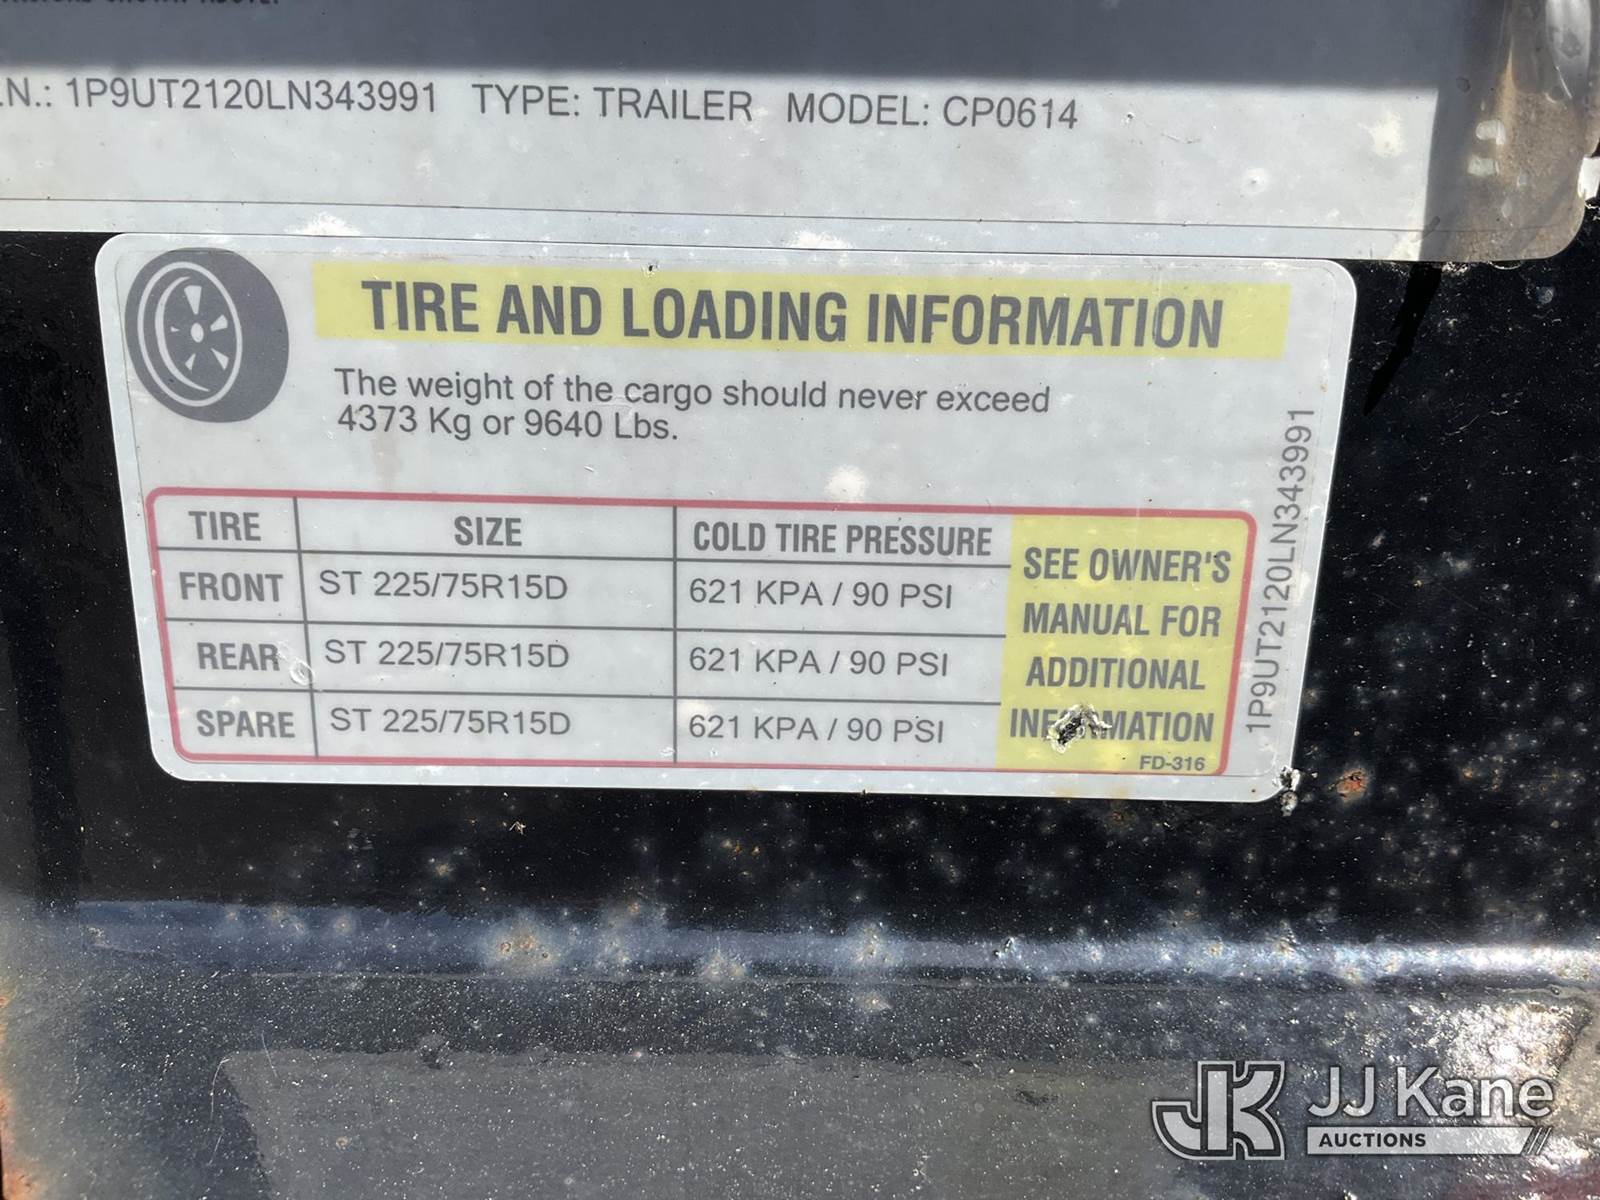 .N.: 1P9UT2120LN343991 TYPE: TRAILER MODEL: CP0614
TIRE AND LOADING INFORMATION
The weight of the cargo should never exceed
4373 Kg or 9640 Lbs.
TIRE SIZE COLD TIRE PRESSURE
FRONT ST 225/75R15D 621 KPA / 90 PSI
REAR ST 225/75R15D 621 KPA / 90 PSI
SPARE ST 225/75R15D 621 KPA / 90 PSI
SEE OWNER'S
MANUAL FOR
ADDITIONAL
INFORMATION
FD-316
1P9UT2120LN343991
JK JJ Kane
AUCTIONS